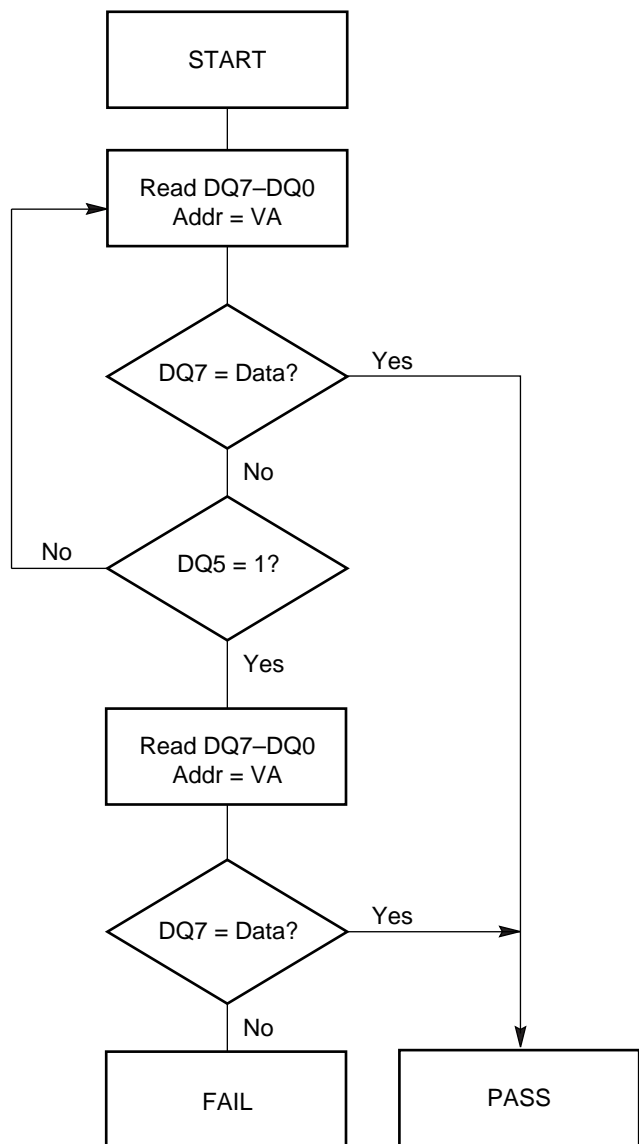 START
Read DQ7–DQ0
Addr = VA
DQ7 = Data?
Yes
No
No
DQ5 = 1?
Yes
Read DQ7–DQ0
Addr = VA
DQ7 = Data?
Yes
No
FAIL
PASS